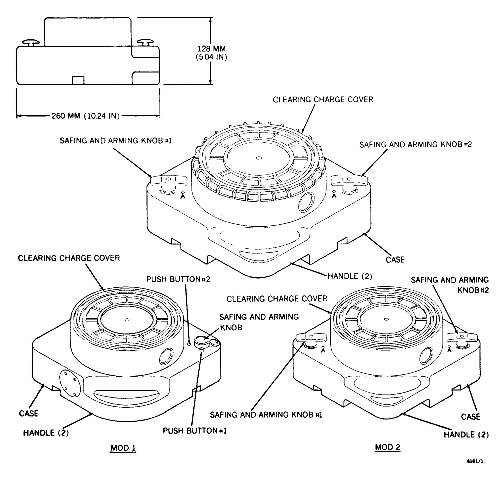 128 MM
(5.04 IN)
260 MM (10.24 IN)
CLEARING CHARGE COVER
SAFING AND ARMING KNOB #1
SAFING AND ARMING KNOB #2
A
A
CASE
HANDLE (2)
CLEARING CHARGE COVER
PUSH BUTTON #2
SAFING AND ARMING
KNOB
CLEARING CHARGE COVER
SAFING AND ARMING
KNOB #2
A
A
CASE
HANDLE (2)
PUSH BUTTON #1
SAFING AND ARMING KNOB #1
CASE
HANDLE (2)
MOD 1
MOD 2